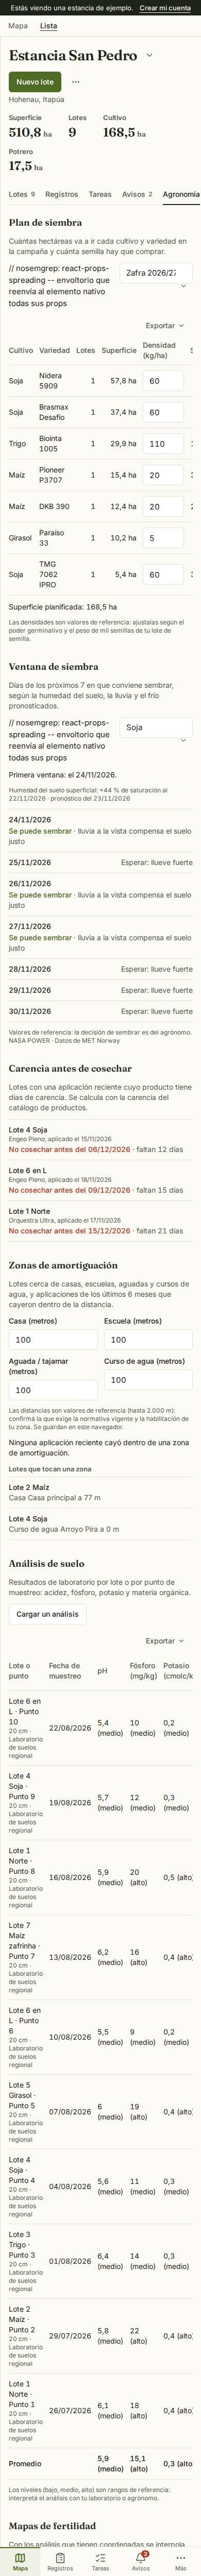 Estás viendo una estancia de ejemplo. Crear mi cuenta
Mapa Lista
Estancia San Pedro
Nuevo lote ···
Hohenau, Itapúa
Superficie Lotes Cultivo
510,8 ha 9 168,5 ha
Potrero
17,5 ha
Lotes 9 Registros Tareas Avisos 2 Agronomía
Plan de siembra
Cuántas hectáreas va a ir cada cultivo y variedad en
la campaña y cuánta semilla hay que comprar.
// nosemgrep: react-props-
spreading -- envoltorio que
reenvía al elemento nativo
todas sus props
Zafra 2026/27
Exportar
Cultivo Variedad Lotes Superficie Densidad
(kg/ha)
Soja Nidera
5909 1 57,8 ha 60
Soja Brasmax
Desafio 1 37,4 ha 60
Trigo Biointa
1005 1 29,9 ha 110
Maíz Pioneer
P3707 1 15,4 ha 20
Maíz DKB 390 1 12,4 ha 20
Girasol Paraiso
33 1 10,2 ha 5
Soja TMG
7062
IPRO 1 5,4 ha 60
Superficie planificada: 168,5 ha
Las densidades son valores de referencia: ajustalas según el
poder germinativo y el peso de mil semillas de tu lote de
semilla.
Ventana de siembra
Días de los próximos 7 en que conviene sembrar,
según la humedad del suelo, la lluvia y el frío
pronosticados.
// nosemgrep: react-props-
spreading -- envoltorio que
reenvía al elemento nativo
todas sus props
Soja
Primera ventana: el 24/11/2026.
Humedad del suelo superficial: +44 % de saturación al
22/11/2026 · pronóstico del 23/11/2026
24/11/2026
Se puede sembrar · lluvia a la vista compensa el suelo
justo
25/11/2026 Esperar: llueve fuerte
26/11/2026
Se puede sembrar · lluvia a la vista compensa el suelo
justo
27/11/2026
Se puede sembrar · lluvia a la vista compensa el suelo
justo
28/11/2026 Esperar: llueve fuerte
29/11/2026 Esperar: llueve fuerte
30/11/2026 Esperar: llueve fuerte
Valores de referencia: la decisión de sembrar es del agrónomo.
NASA POWER · Datos de MET Norway
Carencia antes de cosechar
Lotes con una aplicación reciente cuyo producto tiene
días de carencia. Se calcula con la carencia del
catálogo de productos.
Lote 4 Soja
Engeo Pleno, aplicado el 15/11/2026
No cosechar antes del 06/12/2026 · faltan 12 días
Lote 6 en L
Engeo Pleno, aplicado el 18/11/2026
No cosechar antes del 09/12/2026 · faltan 15 días
Lote 1 Norte
Orquestra Ultra, aplicado el 17/11/2026
No cosechar antes del 15/12/2026 · faltan 21 días
Zonas de amortiguación
Lotes cerca de casas, escuelas, aguadas y cursos de
agua, y aplicaciones de los últimos 6 meses que
cayeron dentro de la distancia.
Casa (metros) Escuela (metros)
100 100
Aguada / tajamar
(metros) Curso de agua (metros)
100 100
Las distancias son valores de referencia (hasta 2.000 m):
confirmá la que exige la normativa vigente y la habilitación de
tu zona. Se guardan en este navegador.
Ninguna aplicación reciente cayó dentro de una zona
de amortiguación.
Lotes que tocan una zona
Lote 2 Maíz
Casa Casa principal a 77 m
Lote 4 Soja
Curso de agua Arroyo Pira a 0 m
Análisis de suelo
Resultados de laboratorio por lote o por punto de
muestreo: acidez, fósforo, potasio y materia orgánica.
Cargar un análisis
Exportar
Lote o
punto Fecha de
muestreo pH Fósforo
(mg/kg) Potasio
Lote 6 en
L · Punto
10
20 cm ·
Laboratorio
de suelos
regional 22/08/2026 5,4
(medio) 10
(medio) 0,2
(medio)
Lote 4
Soja ·
Punto 9
20 cm ·
Laboratorio
de suelos
regional 19/08/2026 5,7
(medio) 12
(medio) 0,3
(medio)
Lote 1
Norte ·
Punto 8
20 cm ·
Laboratorio
de suelos
regional 16/08/2026 5,9
(medio) 20
(alto) 0,5 (alto)
Lote 7
Maíz
zafrinha ·
Punto 7
20 cm ·
Laboratorio
de suelos
regional 13/08/2026 6,2
(medio) 16
(alto) 0,4 (alto)
Lote 6 en
L · Punto
6
20 cm ·
Laboratorio
de suelos
regional 10/08/2026 5,5
(medio) 9
(medio) 0,2
(medio)
Lote 5
Girasol ·
Punto 5
20 cm ·
Laboratorio
de suelos
regional 07/08/2026 6
(medio) 19
(alto) 0,4 (alto)
Lote 4
Soja ·
Punto 4
20 cm ·
Laboratorio
de suelos
regional 04/08/2026 5,6
(medio) 11
(medio) 0,3
(medio)
Lote 3
Trigo ·
Punto 3
20 cm ·
Laboratorio
de suelos
regional 01/08/2026 6,4
(medio) 14
(medio) 0,3
(medio)
Lote 2
Maíz ·
Punto 2
20 cm ·
Laboratorio
de suelos
regional 29/07/2026 5,8
(medio) 22
(alto) 0,4 (alto)
Lote 1
Norte ·
Punto 1
20 cm ·
Laboratorio
de suelos
regional 26/07/2026 6,1
(medio) 18
(alto) 0,4 (alto)
Promedio 5,9
(medio) 15,1
(alto) 0,3 (alto)
Los niveles (bajo, medio, alto) son rangos de referencia:
interpretá el análisis con tu laboratorio o agrónomo.
Mapas de fertilidad
Con los análisis que tienen coordenadas se interpola
2
Mapa Registros Tareas Avisos Más